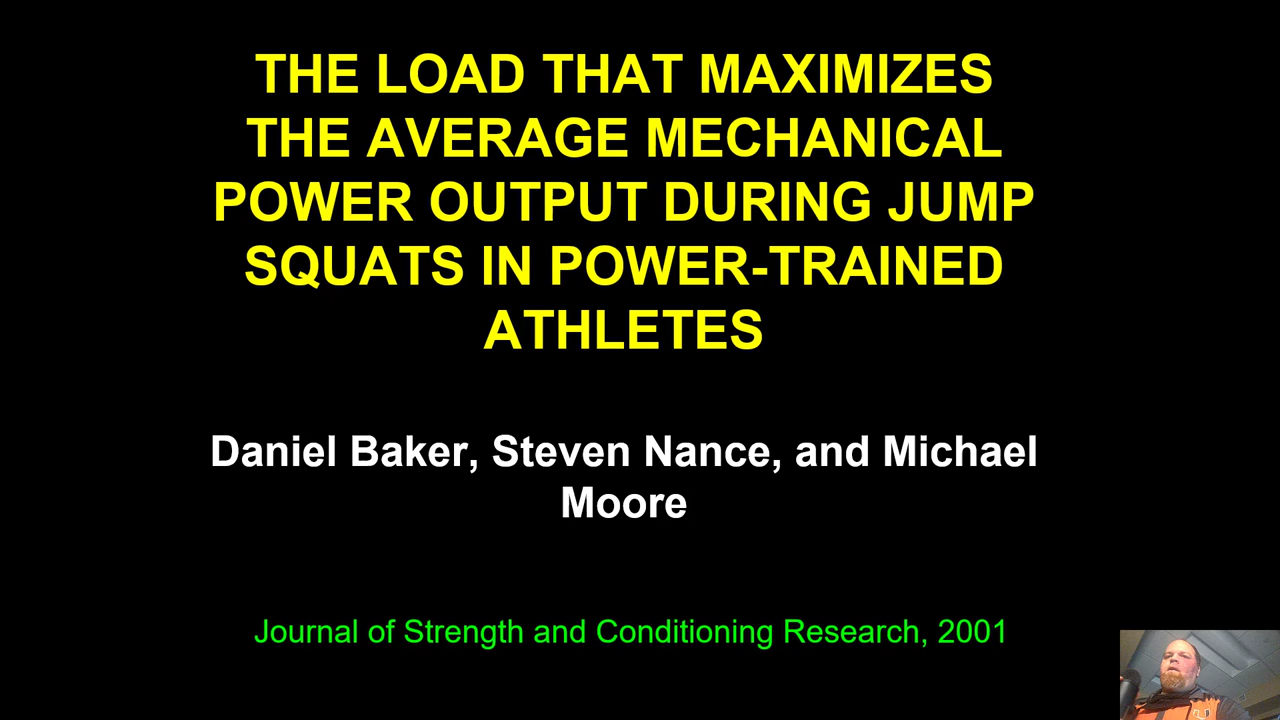 THE LOAD THAT MAXIMIZES
THE AVERAGE MECHANICAL
POWER OUTPUT DURING JUMP
SQUATS IN POWER-TRAINED
ATHLETES
Daniel Baker, Steven Nance, and Michael
Moore
Journal of Strength and Conditioning Research, 2001